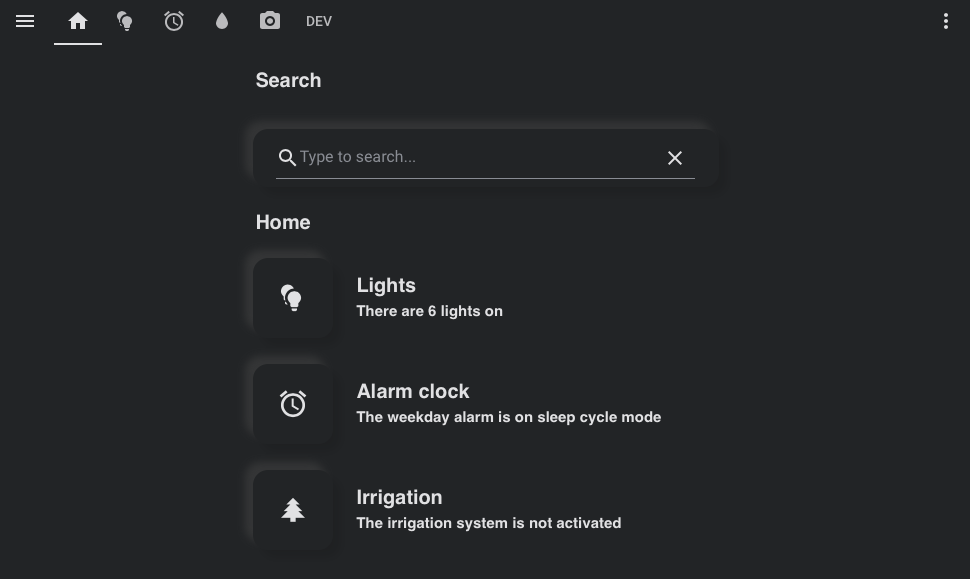 DEV
Search
Type to search...
Home
Lights
There are 6 lights on
Alarm clock
The weekday alarm is on sleep cycle mode
Irrigation
The irrigation system is not activated